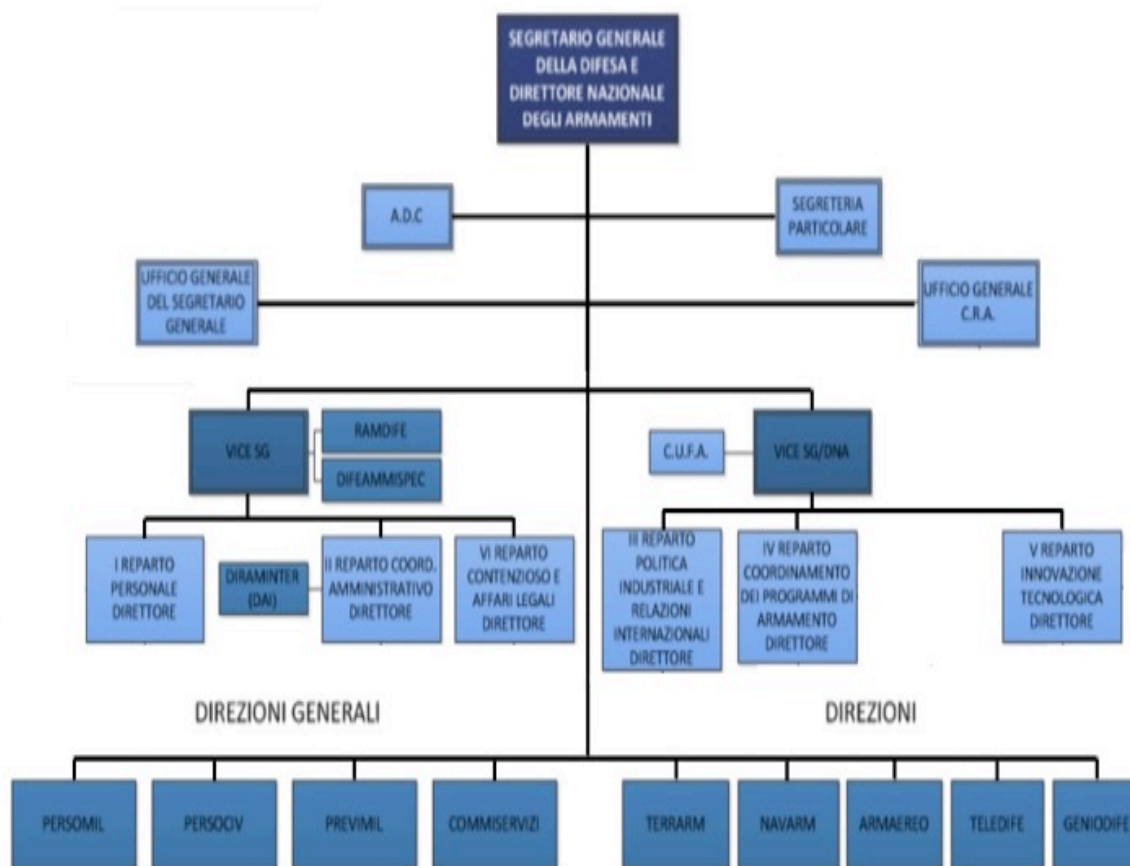 SEGRETARIO GENERALE
DELLA DIFESA E
DIRETTORE NAZIONALE
DEGLI ARMAMENTI
A.D.C
SEGRETERIA
PARTICOLARE
UFFICIO GENERALE
DEL SEGRETARIO
GENERALE
UFFICIO GENERALE
C.R.A.
VICE SG
RAMDIFE
DIFEAMMISPEC
C.U.F.A.
VICE SG/DNA
I REPARTO
PERSONALE
DIRETTORE
DIRAMINTER
(DAI)
II REPARTO COORD.
AMMINISTRATIVO
DIRETTORE
VI REPARTO
CONTENZIOSO E
AFFARI LEGALI
DIRETTORE
III REPARTO
POLITICA
INDUSTRIALE E
RELAZIONI
INTERNAZIONALI
DIRETTORE
IV REPARTO
COORDINAMENTO
DEI PROGRAMMI DI
ARMAMENTO
DIRETTORE
V REPARTO
INNOVAZIONE
TECNOLOGICA
DIRETTORE
DIREZIONI GENERALI
DIREZIONI
PERSOMIL
PERSOCIV
PREVIMIL
COMMISERVIZI
TERRARM
NAVARM
ARMAEREO
TELEDIFE
GENIODIFE